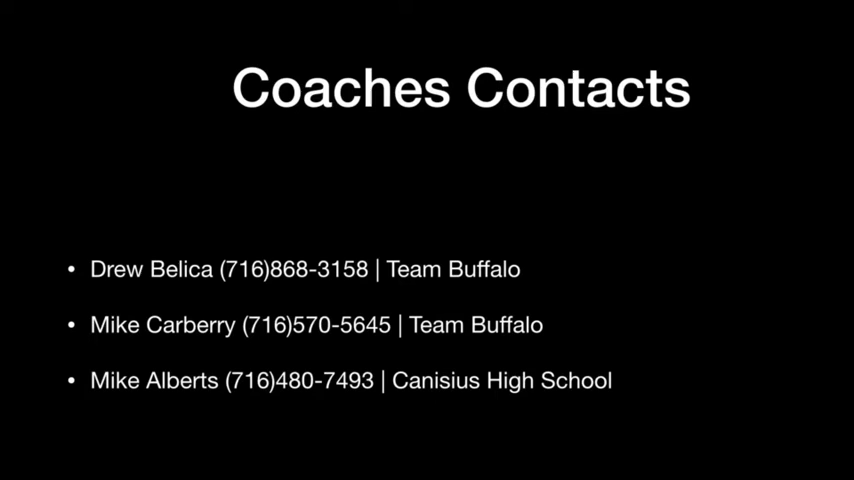 Coaches Contacts
• Drew Belica (716)868-3158 | Team Buffalo
• Mike Carberry (716)570-5645 | Team Buffalo
• Mike Alberts (716)480-7493 | Canisius High School